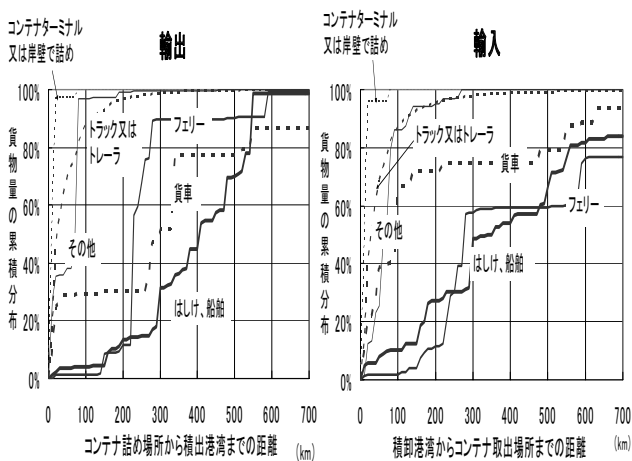 コンテナターミナル
又は岸壁で詰め
輸出
100%
80%
60%
40%
20%
0%
貨物量の累積分布
トラック又は
トレーラ
フェリー
貨車
その他
はしけ、船舶
0 100 200 300 400 500 600 700
コンテナ詰め場所から積出港湾までの距離 (km)
コンテナターミナル
又は岸壁で詰め
輸入
100%
80%
60%
40%
20%
0%
貨物量の累積分布
トラック又はトレーラ
貨車
フェリー
その他
はしけ、船舶
0 100 200 300 400 500 600 700
積卸港湾からコンテナ取出場所までの距離 (km)